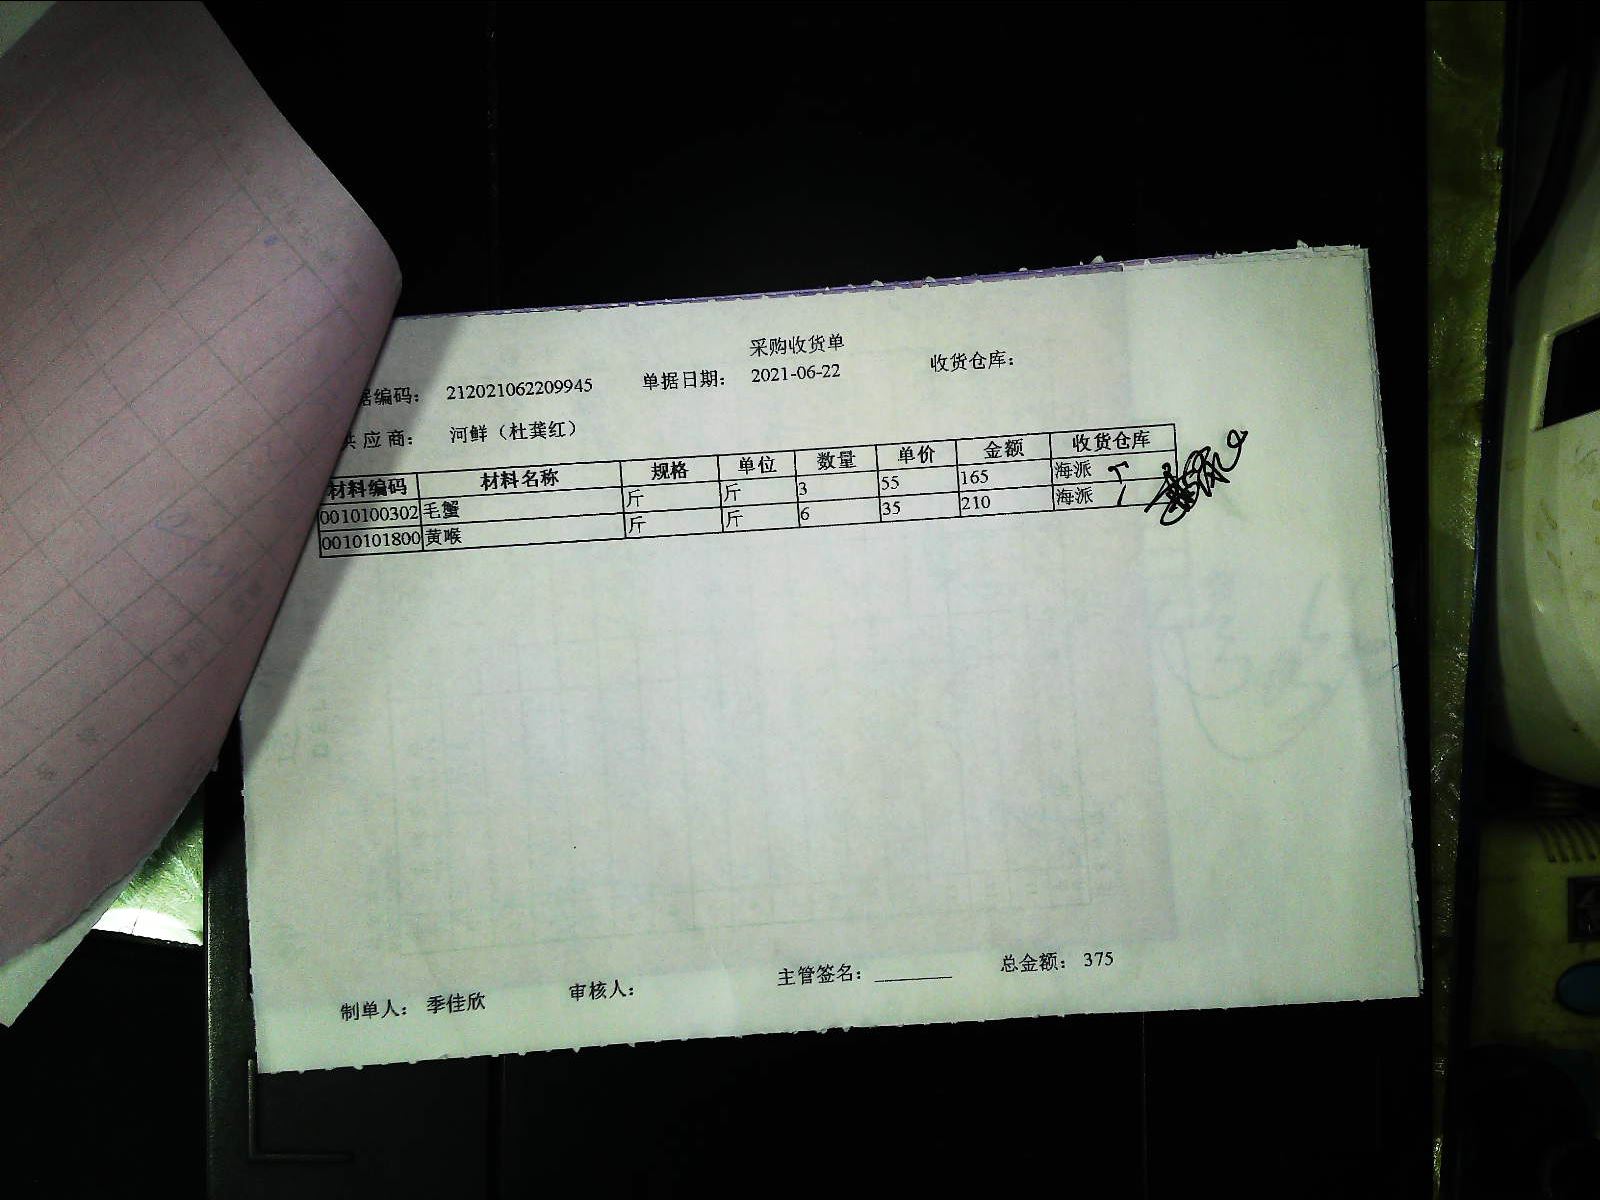 采购收货单
据编码： 212021062209945 单据日期： 2021-06-22 收货仓库：
供应商： 河鲜（杜龚红）
材料编码 材料名称 规格 单位 数量 单价 金额 收货仓库
0010100302 毛蟹 斤 斤 3 55 165 海派
0010101800 黄喉 斤 斤 6 35 210 海派
制单人： 季佳欣 审核人： 主管签名： 总金额： 375